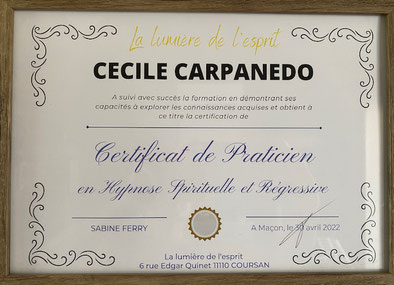 La lumière de l'esprit
CECILE CARPANEDO
A suivi avec succès la formation en démontrant ses
capacités à explorer les connaissances acquises et obtient à
ce titre la certification de
Certificat de Praticien
en Hypnose Spirituelle et Régressive
SABINE FERRY
A Maçon, le 30 avril 2022
La lumière de l'esprit
6 rue Edgar Quinet 11110 COURSAN